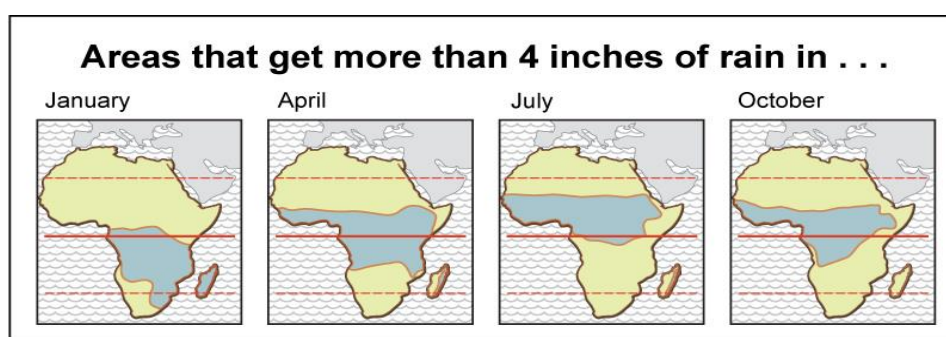 Areas that get more than 4 inches of rain in . . .
January
April
July
October